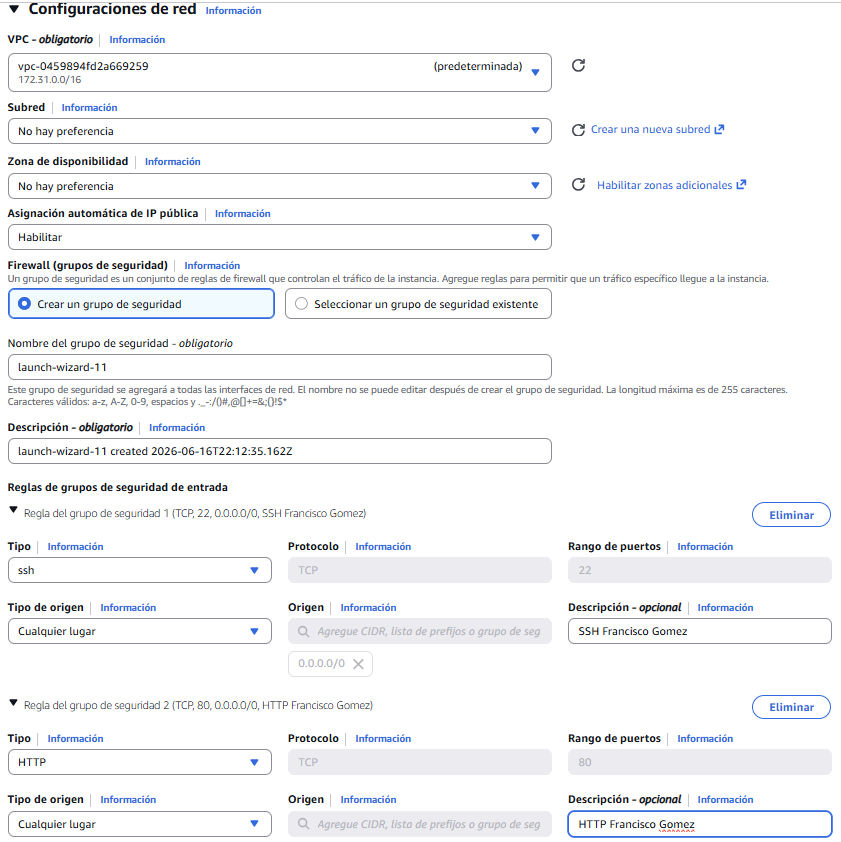 Configuraciones de red Información
VPC - obligatorio Información
vpc-0459894fd2a669259 (predeterminada)
172.31.0.0/16
Subred Información
No hay preferencia
Crear una nueva subred
Zona de disponibilidad Información
No hay preferencia
Habilitar zonas adicionales
Asignación automática de IP pública Información
Habilitar
Firewall (grupos de seguridad) Información
Un grupo de seguridad es un conjunto de reglas de firewall que controlan el tráfico de la instancia. Agregue reglas para permitir que un tráfico específico llegue a la instancia.
Crear un grupo de seguridad Seleccionar un grupo de seguridad existente
Nombre del grupo de seguridad - obligatorio
launch-wizard-11
Este grupo de seguridad se agregará a todas las interfaces de red. El nombre no se puede editar después de crear el grupo de seguridad. La longitud máxima es de 255 caracteres.
Caracteres válidos: a-z, A-Z, 0-9, espacios y ._-:/()#,@[]+=&;{}!$*
Descripción - obligatorio Información
launch-wizard-11 created 2026-06-16T22:12:35.162Z
Reglas de grupos de seguridad de entrada
Regla del grupo de seguridad 1 (TCP, 22, 0.0.0.0/0, SSH Francisco Gomez) Eliminar
Tipo Información Protocolo Información Rango de puertos Información
ssh TCP 22
Tipo de origen Información Origen Información Descripción - opcional Información
Cualquier lugar Agregue CIDR, lista de prefijos o grupo de seg SSH Francisco Gomez
0.0.0.0/0
Regla del grupo de seguridad 2 (TCP, 80, 0.0.0.0/0, HTTP Francisco Gomez) Eliminar
Tipo Información Protocolo Información Rango de puertos Información
HTTP TCP 80
Tipo de origen Información Origen Información Descripción - opcional Información
Cualquier lugar Agregue CIDR, lista de prefijos o grupo de seg HTTP Francisco Gomez